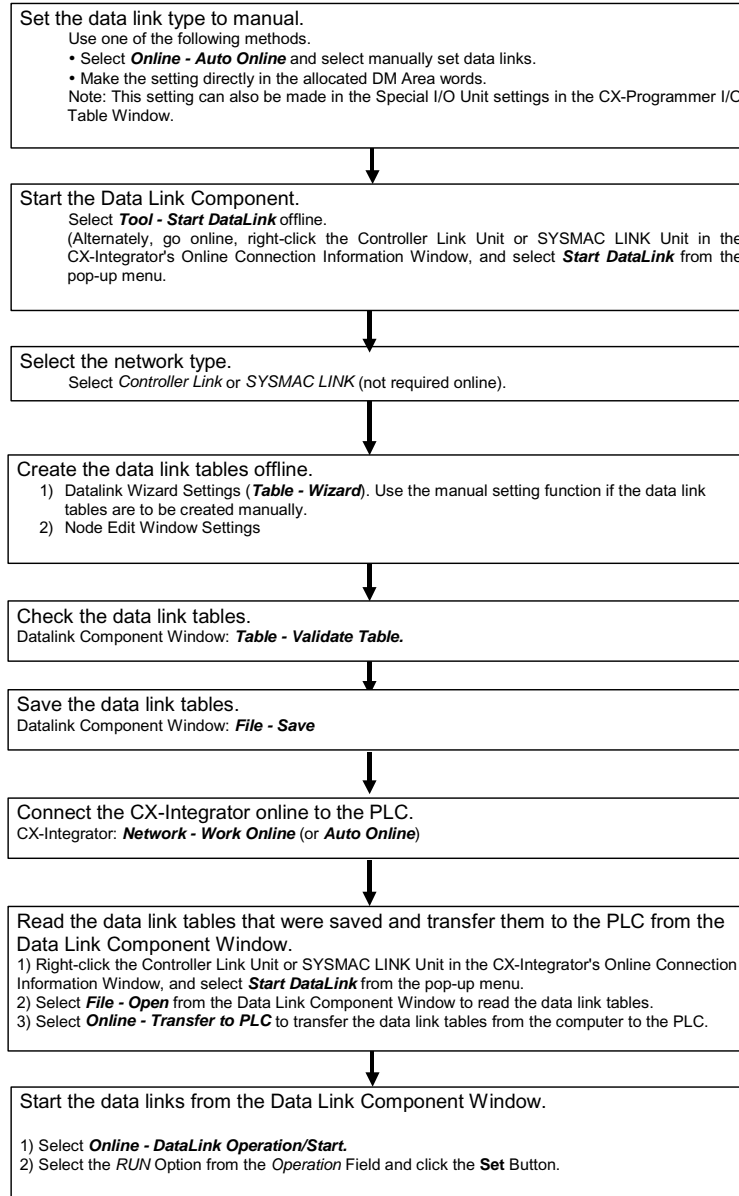 Set the data link type to manual.
Use one of the following methods.
• Select Online - Auto Online and select manually set data links.
• Make the setting directly in the allocated DM Area words.
Note: This setting can also be made in the Special I/O Unit settings in the CX-Programmer I/O
Table Window.
Start the Data Link Component.
Select Tool - Start DataLink offline.
(Alternately, go online, right-click the Controller Link Unit or SYSMAC LINK Unit in the
CX-Integrator's Online Connection Information Window, and select Start DataLink from the
pop-up menu.
Select the network type.
Select Controller Link or SYSMAC LINK (not required online).
Create the data link tables offline.
1) Datalink Wizard Settings (Table - Wizard). Use the manual setting function if the data link
tables are to be created manually.
2) Node Edit Window Settings
Check the data link tables.
Datalink Component Window: Table - Validate Table.
Save the data link tables.
Datalink Component Window: File - Save
Connect the CX-Integrator online to the PLC.
CX-Integrator: Network - Work Online (or Auto Online)
Read the data link tables that were saved and transfer them to the PLC from the
Data Link Component Window.
1) Right-click the Controller Link Unit or SYSMAC LINK Unit in the CX-Integrator's Online Connection
Information Window, and select Start DataLink from the pop-up menu.
2) Select File - Open from the Data Link Component Window to read the data link tables.
3) Select Online - Transfer to PLC to transfer the data link tables from the computer to the PLC.
Start the data links from the Data Link Component Window.
1) Select Online - DataLink Operation/Start.
2) Select the RUN Option from the Operation Field and click the Set Button.